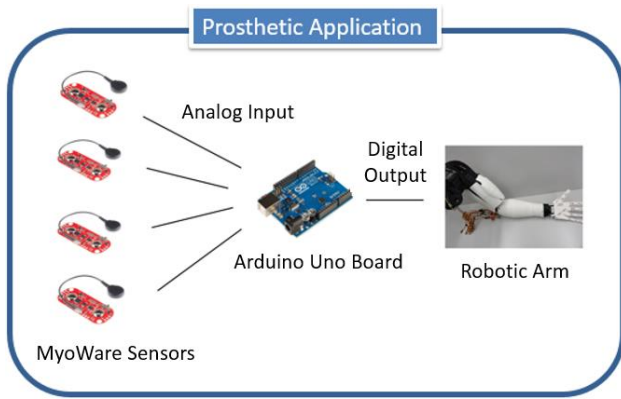 Prosthetic Application
Analog Input
Digital
Output
Arduino Uno Board
Robotic Arm
MyoWare Sensors